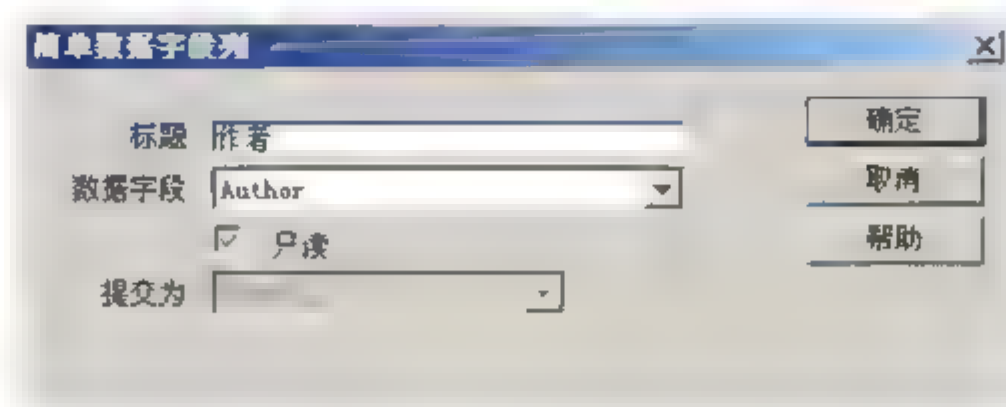 简单数据字段列
标题 作者
确定
数据字段 Author
取消
只读
帮助
提交为